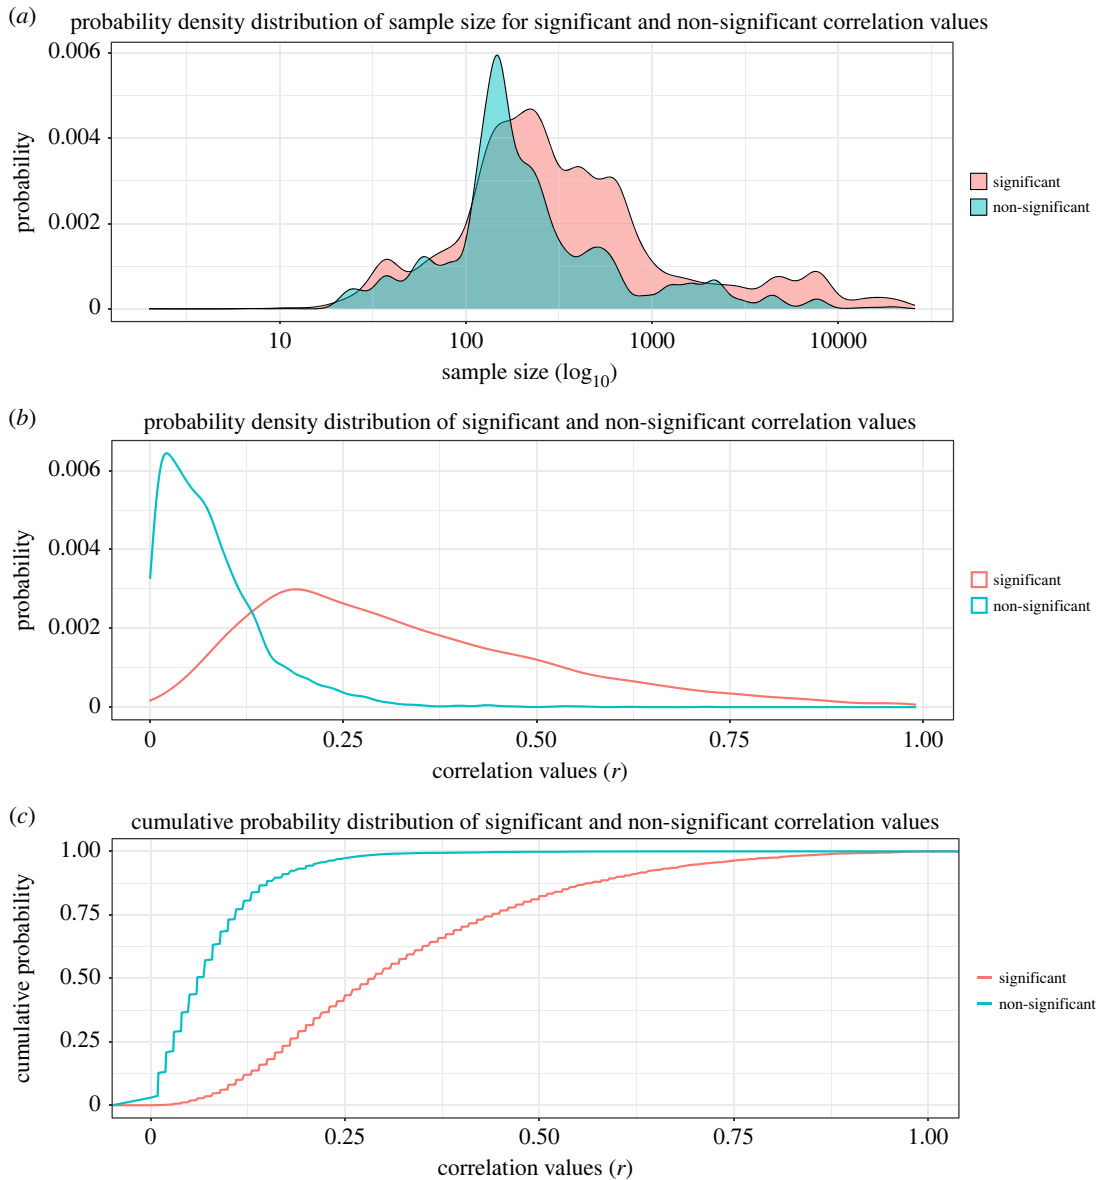 (a) probability density distribution of sample size for significant and non-significant correlation values
0.006
0.004
0.002
0
probability
10 100 1000 10000
sample size (log10)
significant
non-significant
(b) probability density distribution of significant and non-significant correlation values
0.006
0.004
0.002
0
probability
0 0.25 0.50 0.75 1.00
correlation values (r)
significant
non-significant
(c) cumulative probability distribution of significant and non-significant correlation values
1.00
0.75
0.50
0.25
0
cumulative probability
0 0.25 0.50 0.75 1.00
correlation values (r)
significant
non-significant